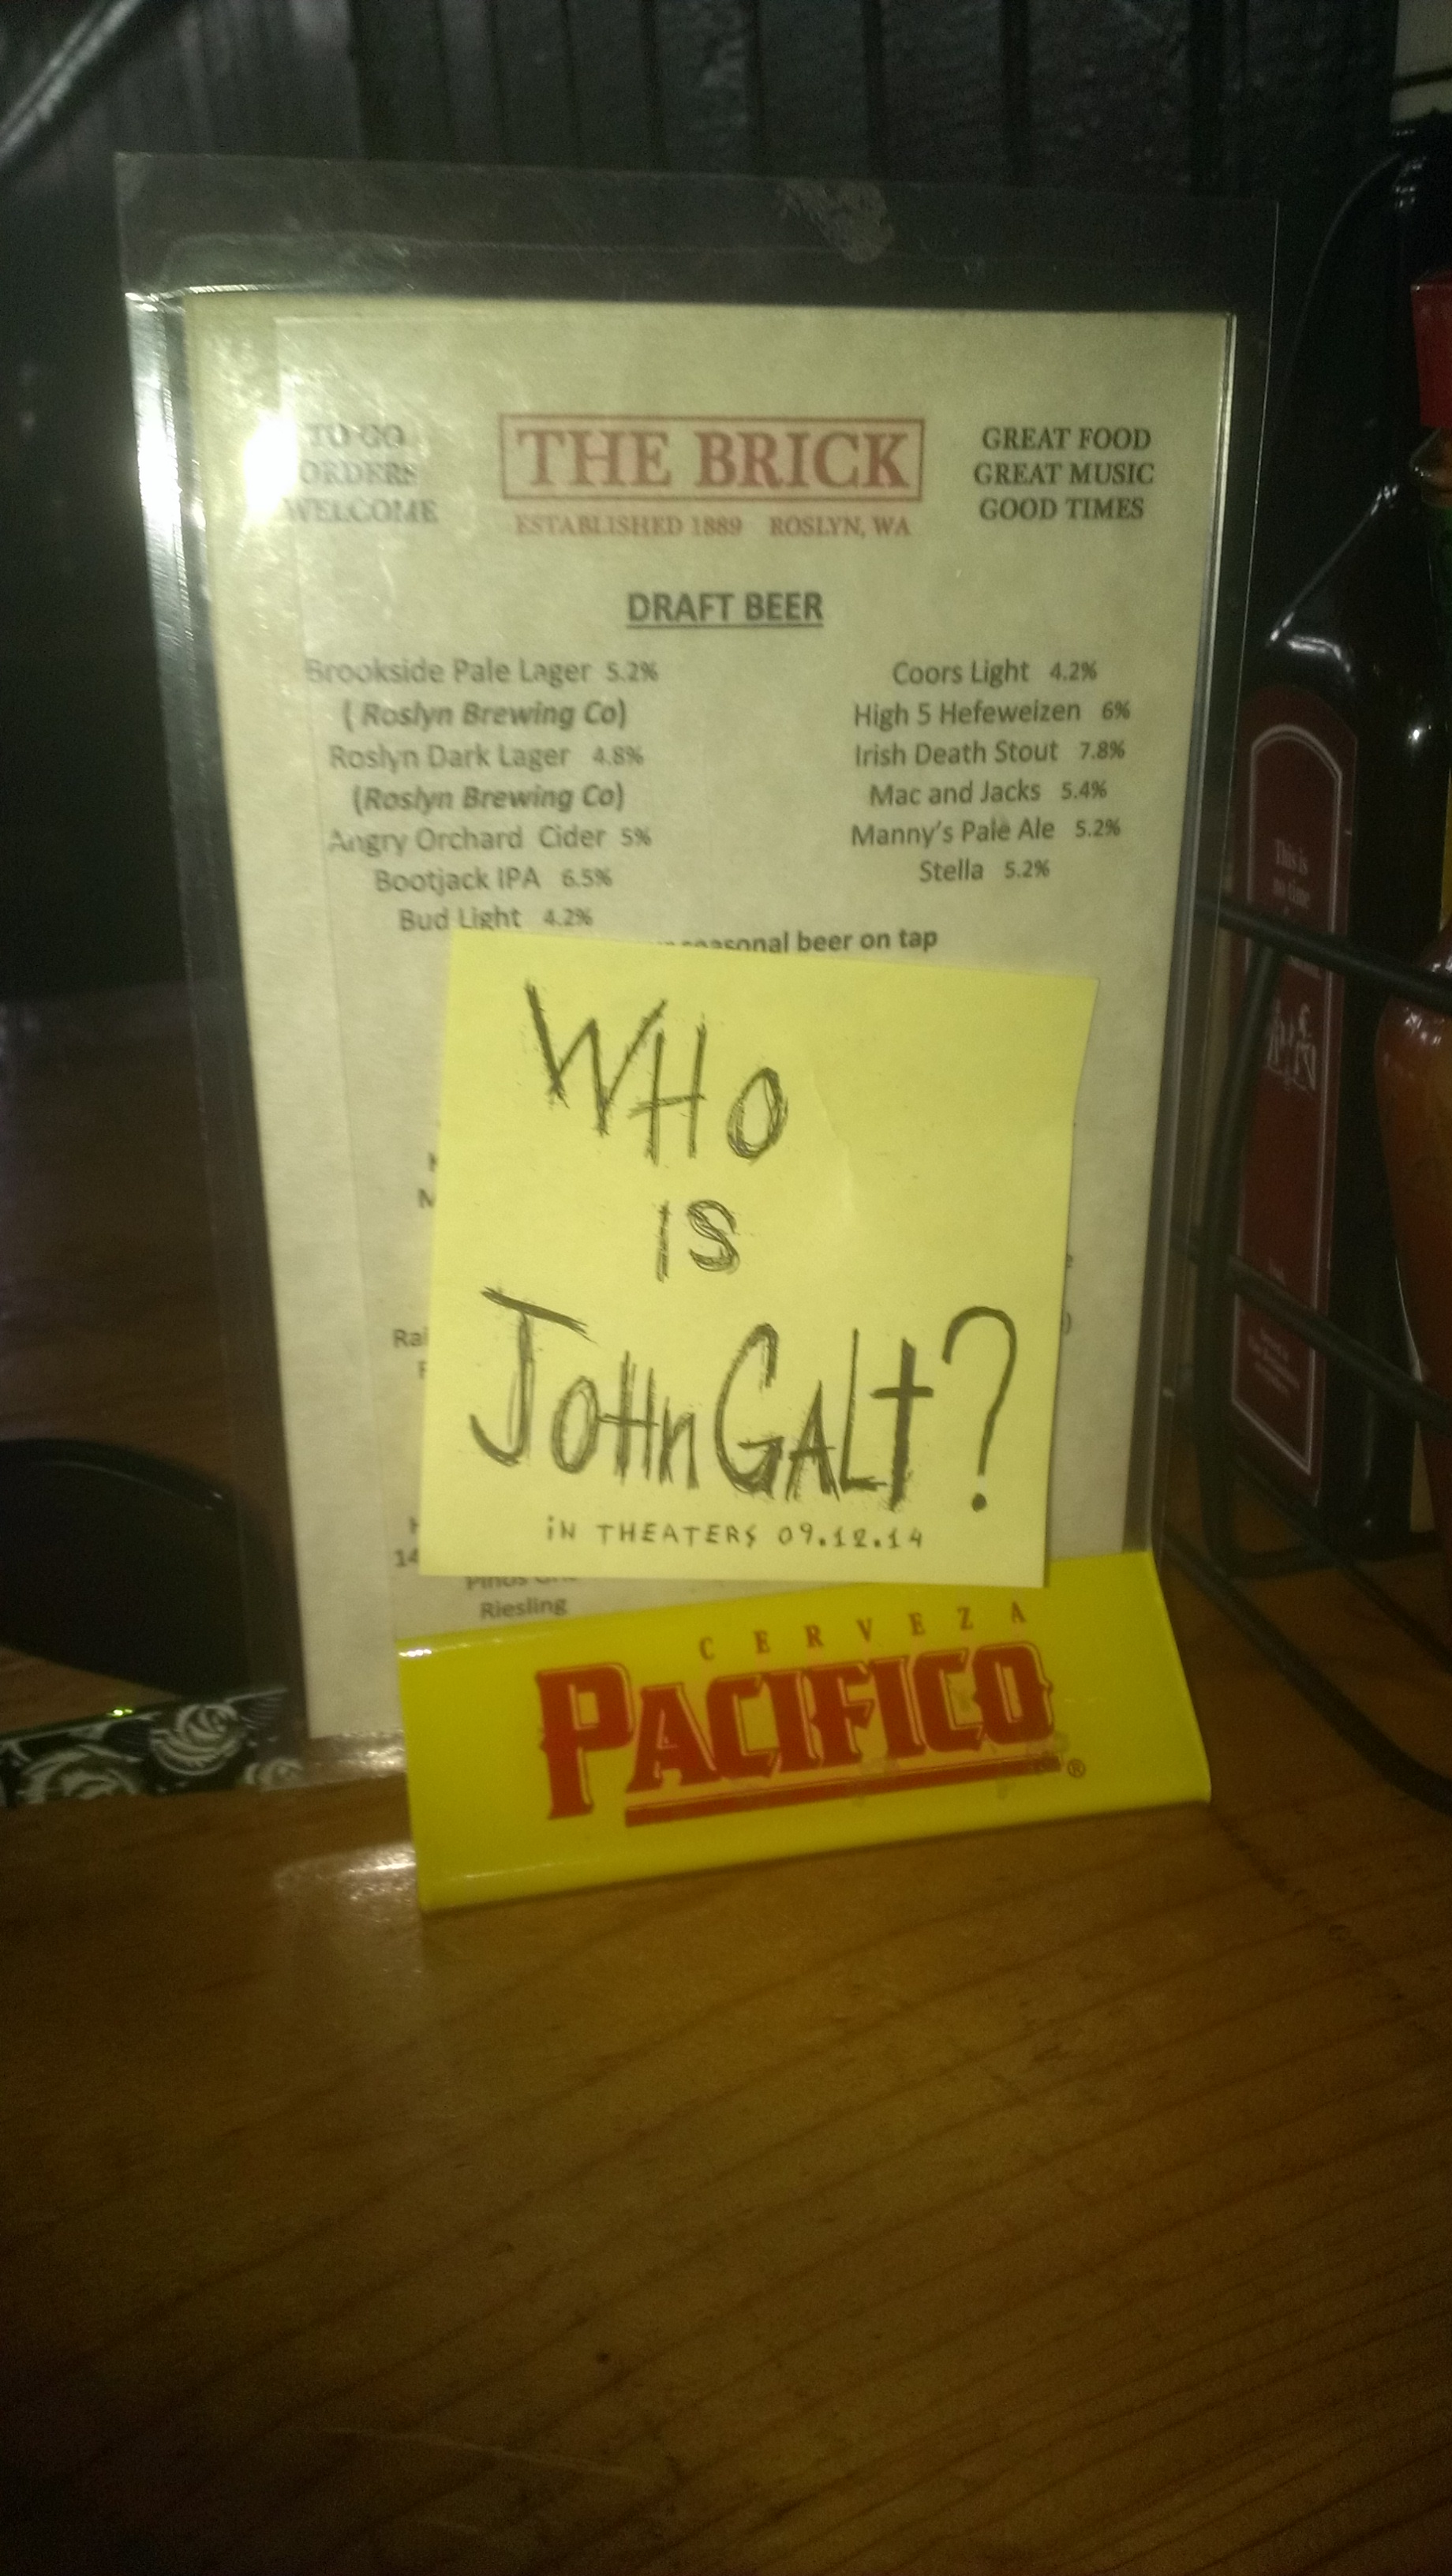 TO GO
ORDERS
WELCOME
THE BRICK
ESTABLISHED 1889 ROSLYN, WA
GREAT FOOD
GREAT MUSIC
GOOD TIMES
DRAFT BEER
Brookside Pale Lager 5.2%
( Roslyn Brewing Co)
Roslyn Dark Lager 4.8%
(Roslyn Brewing Co)
Angry Orchard Cider 5%
Bootjack IPA 6.5%
Bud Light 4.2%
Coors Light 4.2%
High 5 Hefeweizen 6%
Irish Death Stout 7.8%
Mac and Jacks 5.4%
Manny's Pale Ale 5.2%
Stella 5.2%
seasonal beer on tap
WHO
IS
JOHn GALt?
iN THEATERS 09.12.14
Riesling
CERVEZA
PACIFICO®
This is
no time